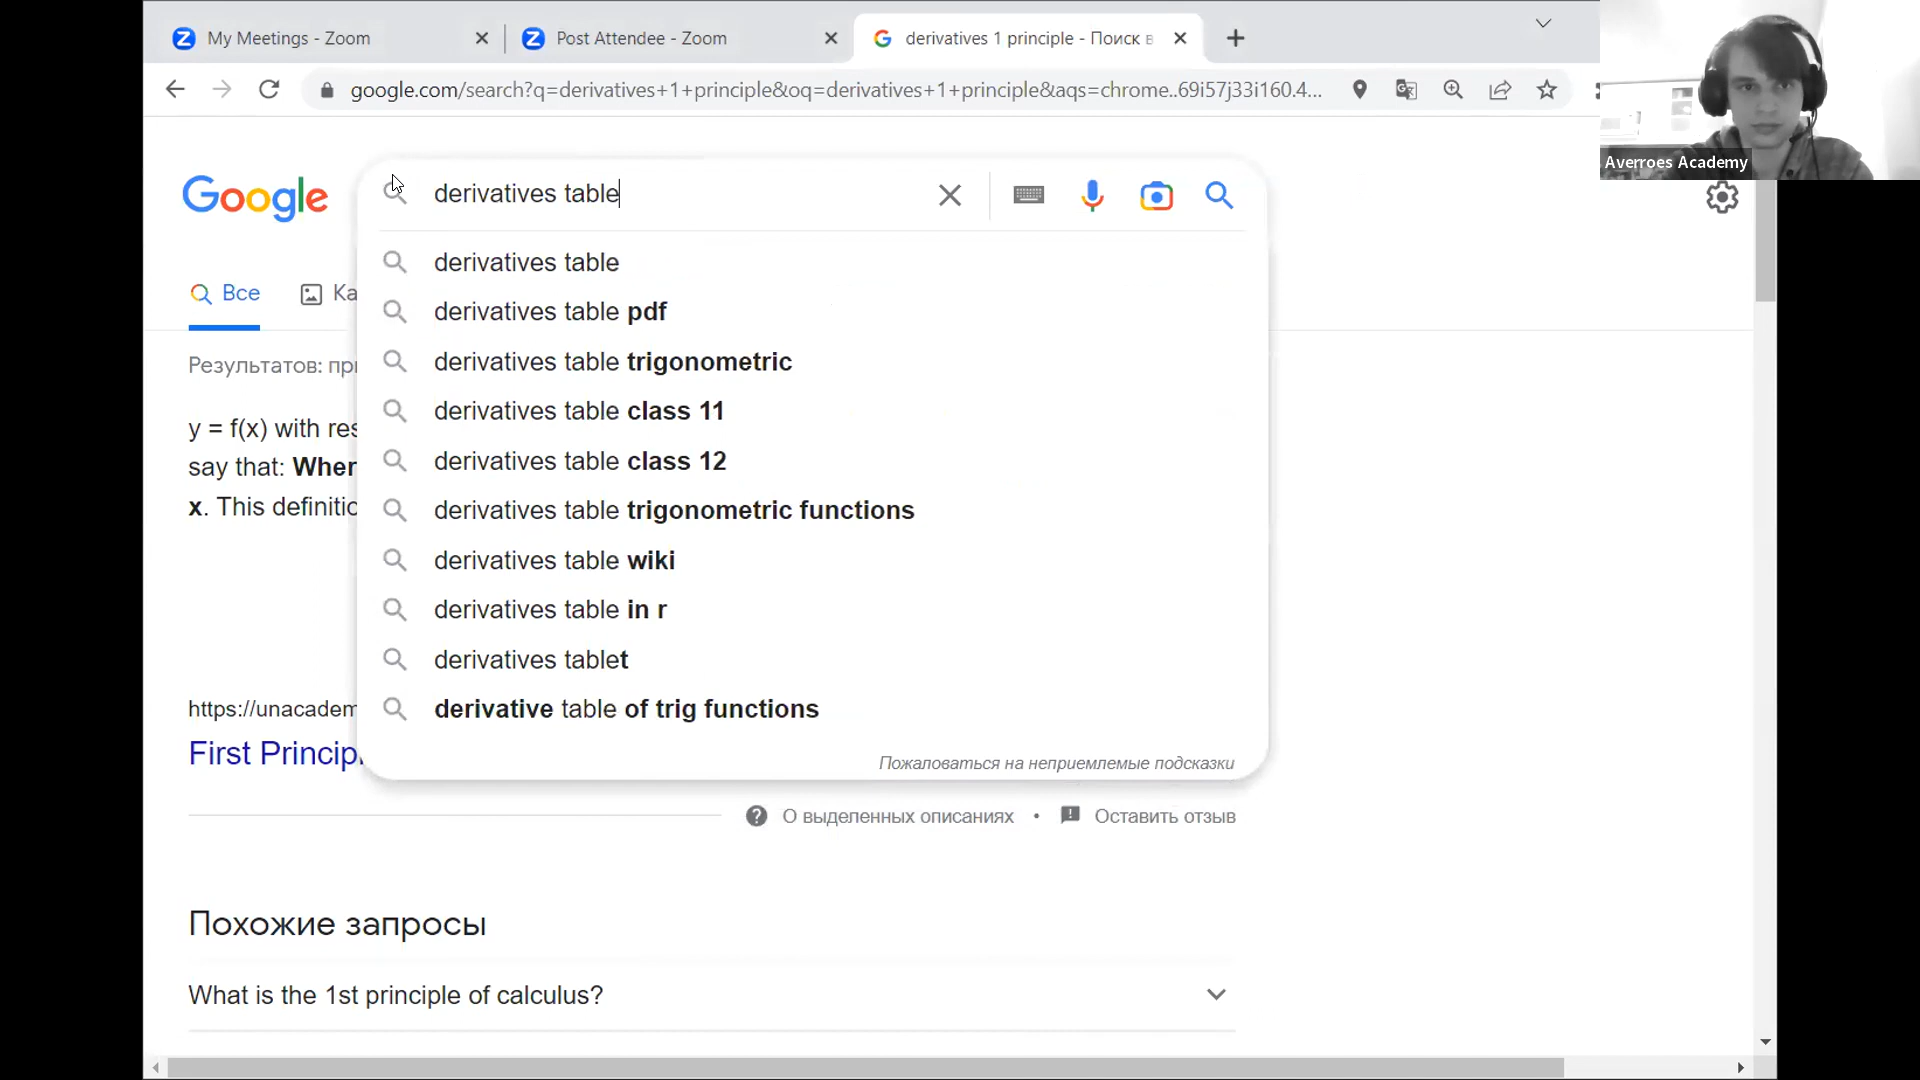 My Meetings - Zoom
Post Attendee - Zoom
derivatives 1 principle - Поиск в
google.com/search?q=derivatives+1+principle&oq=derivatives+1+principle&aqs=chrome..69i57j33i160.4...
Averroes Academy
Google
derivatives table
derivatives table
derivatives table pdf
derivatives table trigonometric
derivatives table class 11
derivatives table class 12
derivatives table trigonometric functions
derivatives table wiki
derivatives table in r
derivatives tablet
derivative table of trig functions
Пожаловаться на неприемлемые подсказки
Все
Ка
Результатов: при
y = f(x) with res
say that: Wher
x. This definitio
https://unacadem
First Princip
О выделенных описаниях • Оставить отзыв
Похожие запросы
What is the 1st principle of calculus?